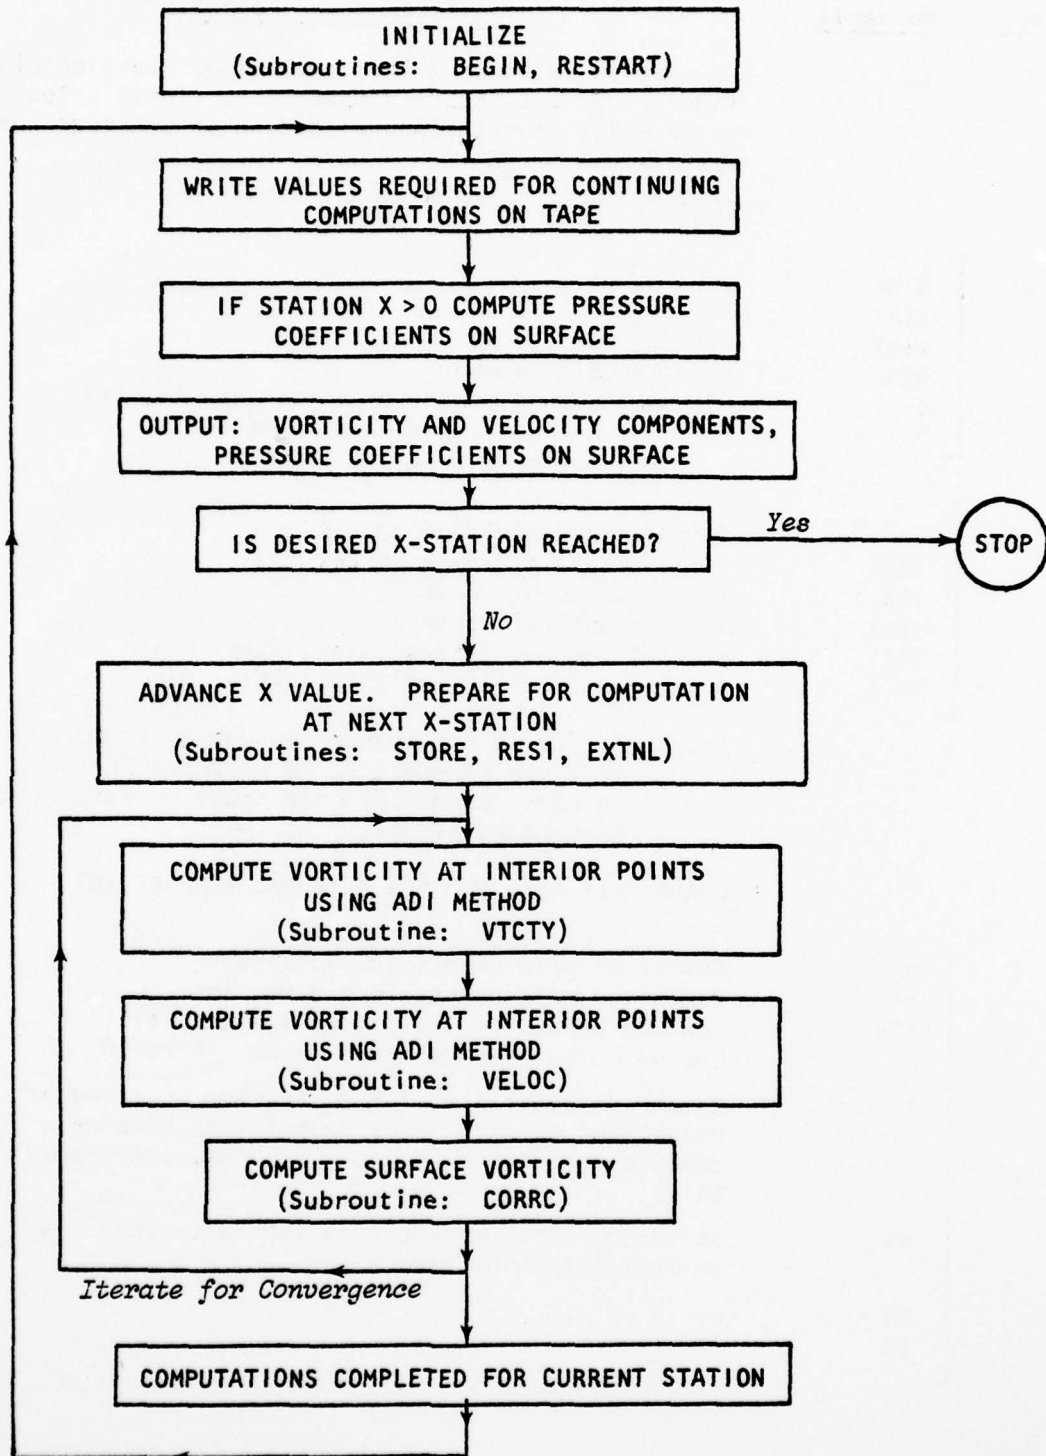 INITIALIZE
(Subroutines: BEGIN, RESTART)
WRITE VALUES REQUIRED FOR CONTINUING
COMPUTATIONS ON TAPE
IF STATION X > 0 COMPUTE PRESSURE
COEFFICIENTS ON SURFACE
OUTPUT: VORTICITY AND VELOCITY COMPONENTS,
PRESSURE COEFFICIENTS ON SURFACE
IS DESIRED X-STATION REACHED?
Yes
STOP
No
ADVANCE X VALUE. PREPARE FOR COMPUTATION
AT NEXT X-STATION
(Subroutines: STORE, RES1, EXTNL)
COMPUTE VORTICITY AT INTERIOR POINTS
USING ADI METHOD
(Subroutine: VTCTY)
COMPUTE VORTICITY AT INTERIOR POINTS
USING ADI METHOD
(Subroutine: VELOC)
COMPUTE SURFACE VORTICITY
(Subroutine: CORRC)
Iterate for Convergence
COMPUTATIONS COMPLETED FOR CURRENT STATION